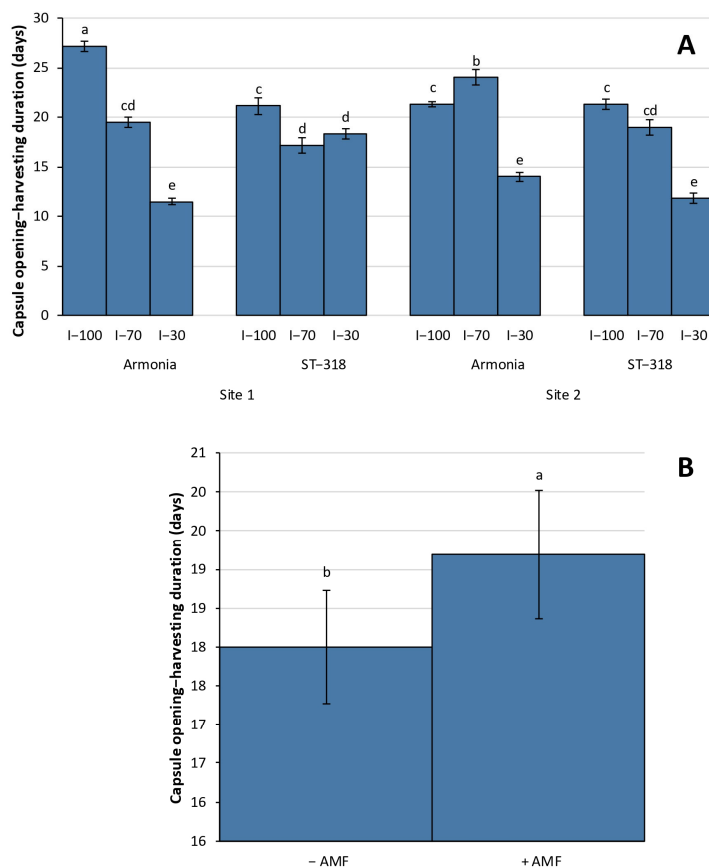 A
Capsule opening−harvesting duration (days)
30
25
20
15
10
5
0
a
cd
e
c
d
d
c
b
e
c
cd
e
I−100 I−70 I−30 I−100 I−70 I−30 I−100 I−70 I−30 I−100 I−70 I−30
Armonia ST−318 Armonia ST−318
Site 1 Site 2
B
Capsule opening−harvesting duration (days)
21
20
20
19
19
18
18
17
17
16
16
b
a
− AMF + AMF